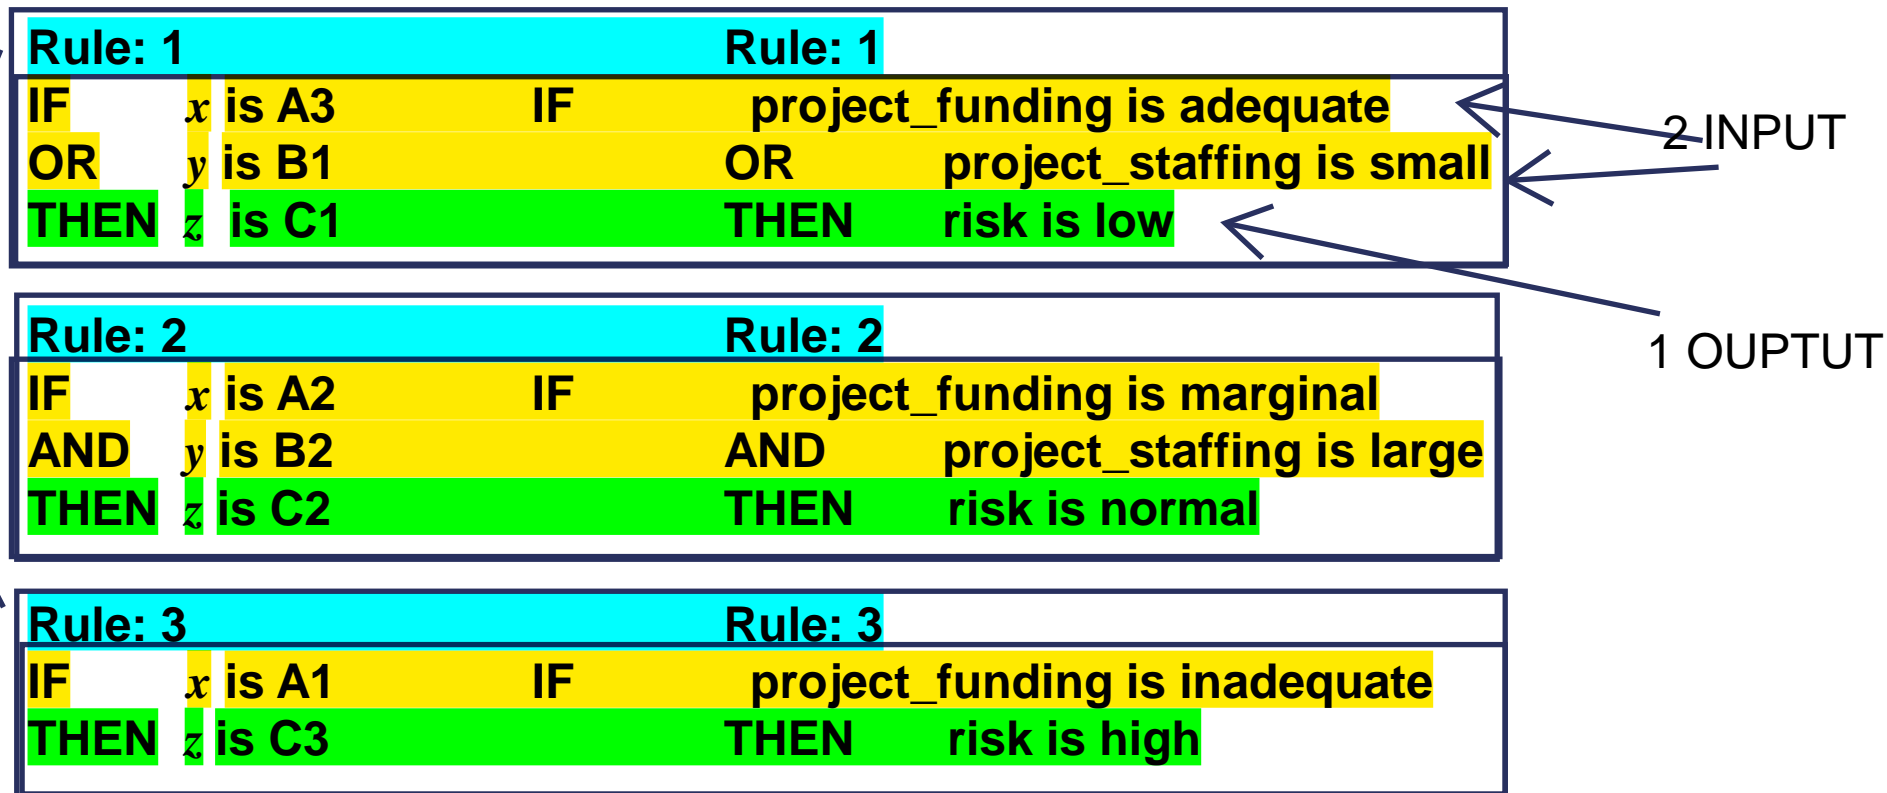 Rule: 1 Rule: 1
IF x is A3 IF project_funding is adequate
OR y is B1 OR project_staffing is small
THEN z is C1 THEN risk is low
2 INPUT
Rule: 2 Rule: 2
1 OUPTUT
IF x is A2 IF project_funding is marginal
AND y is B2 AND project_staffing is large
THEN z is C2 THEN risk is normal
Rule: 3 Rule: 3
IF x is A1 IF project_funding is inadequate
THEN z is C3 THEN risk is high